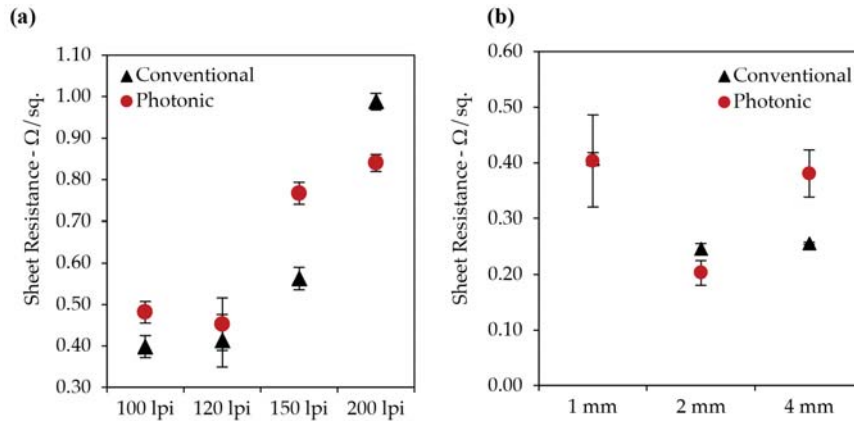 (a)
Sheet Resistance - Ω/sq.
1.10
1.00
0.90
0.80
0.70
0.60
0.50
0.40
0.30
Conventional
Photonic
100 lpi 120 lpi 150 lpi 200 lpi
(b)
Sheet Resistance - Ω/sq.
0.60
0.50
0.40
0.30
0.20
0.10
0.00
Conventional
Photonic
1 mm 2 mm 4 mm